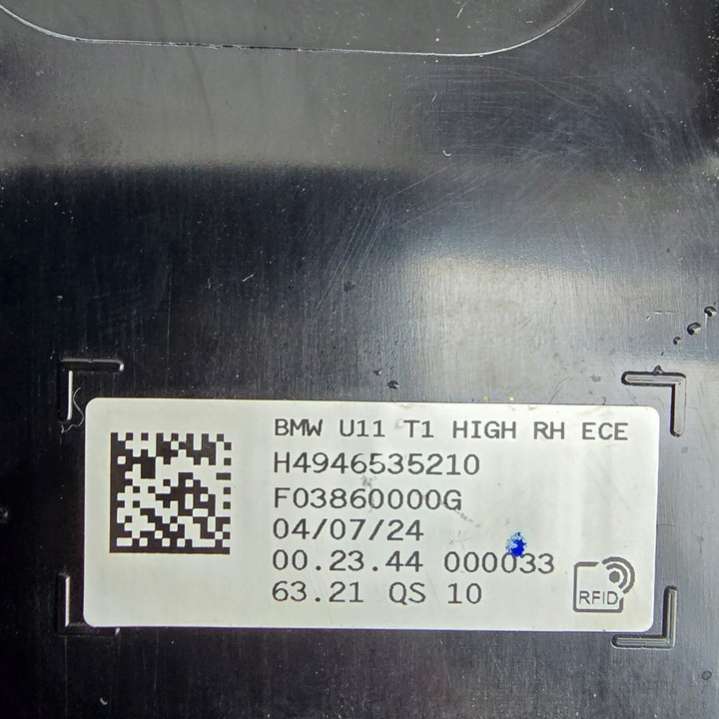 BMW U11 T1 HIGH RH ECE
H4946535210
F03860000G
04/07/24
00.23.44 000033
63.21 QS 10
RFID